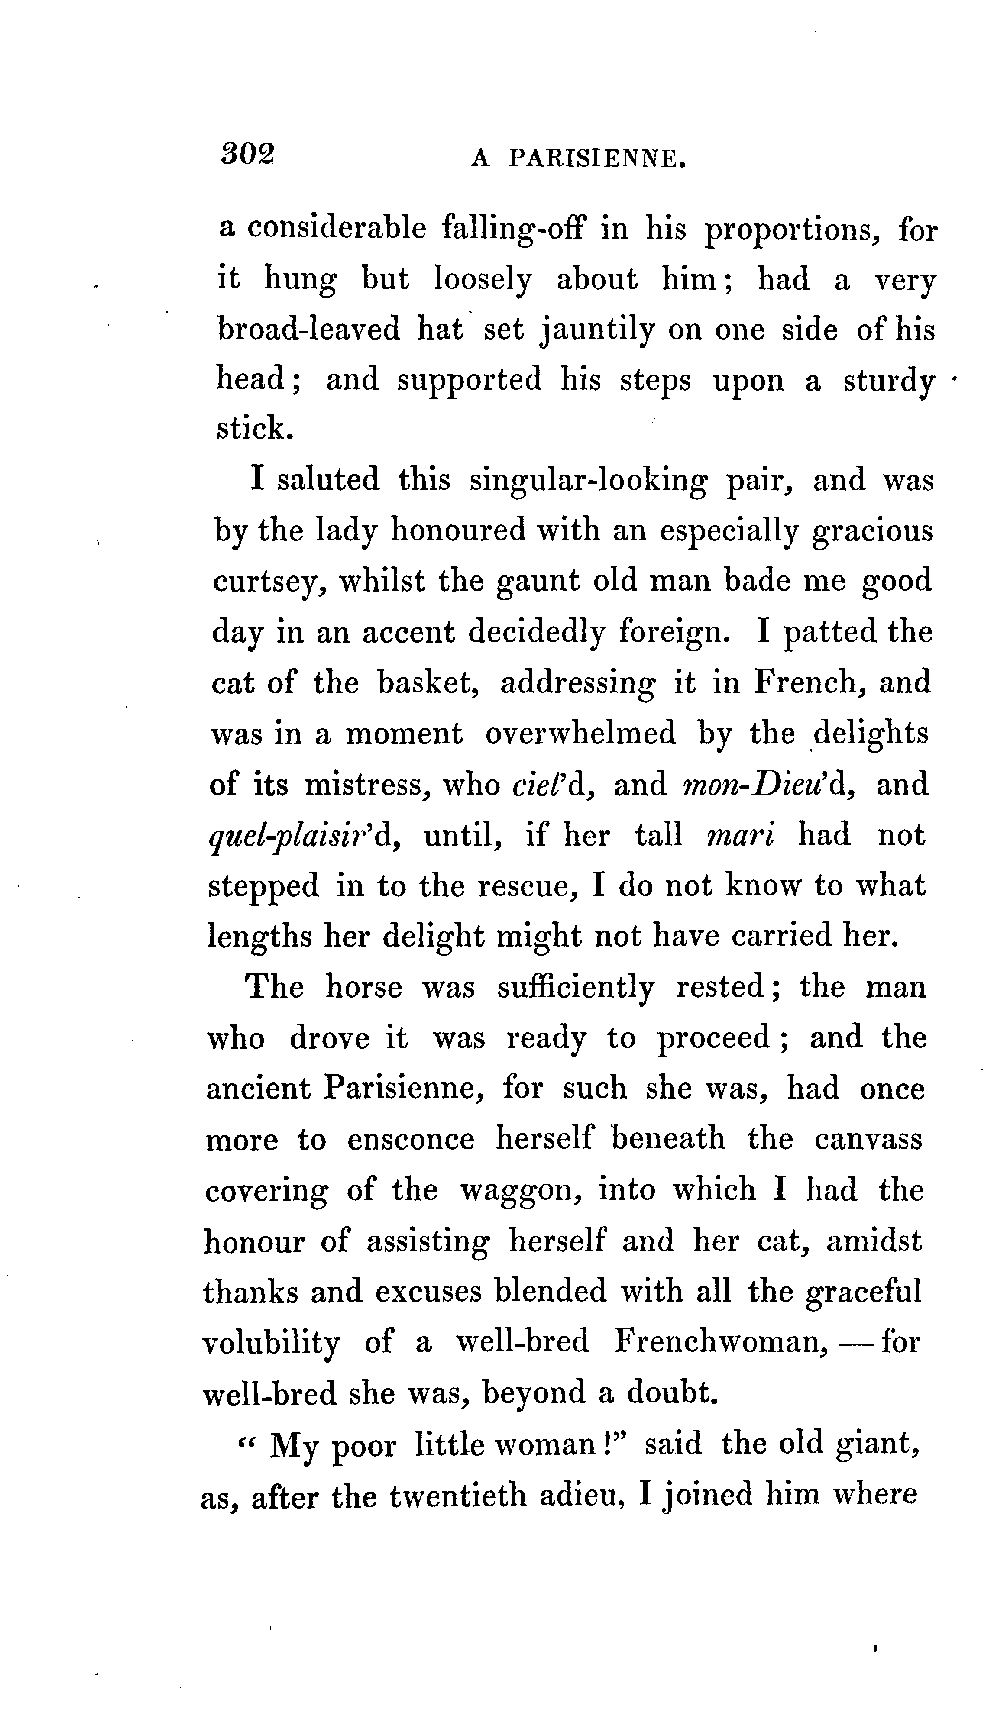 302 A PARISIENNE.
a considerable falling-off in his proportions, for
it hung but loosely about him; had a very
broad-leaved hat set jauntily on one side of his
head; and supported his steps upon a sturdy
stick.
I saluted this singular-looking pair, and was
by the lady honoured with an especially gracious
curtsey, whilst the gaunt old man bade me good
day in an accent decidedly foreign. I patted the
cat of the basket, addressing it in French, and
was in a moment overwhelmed by the delights
of its mistress, who ciel'd, and mon-Dieu'd, and
quel-plaisir'd, until, if her tall mari had not
stepped in to the rescue, I do not know to what
lengths her delight might not have carried her.
The horse was sufficiently rested; the man
who drove it was ready to proceed; and the
ancient Parisienne, for such she was, had once
more to ensconce herself beneath the canvass
covering of the waggon, into which I had the
honour of assisting herself and her cat, amidst
thanks and excuses blended with all the graceful
volubility of a well-bred Frenchwoman, — for
well-bred she was, beyond a doubt.
“ My poor little woman!” said the old giant,
as, after the twentieth adieu, I joined him where